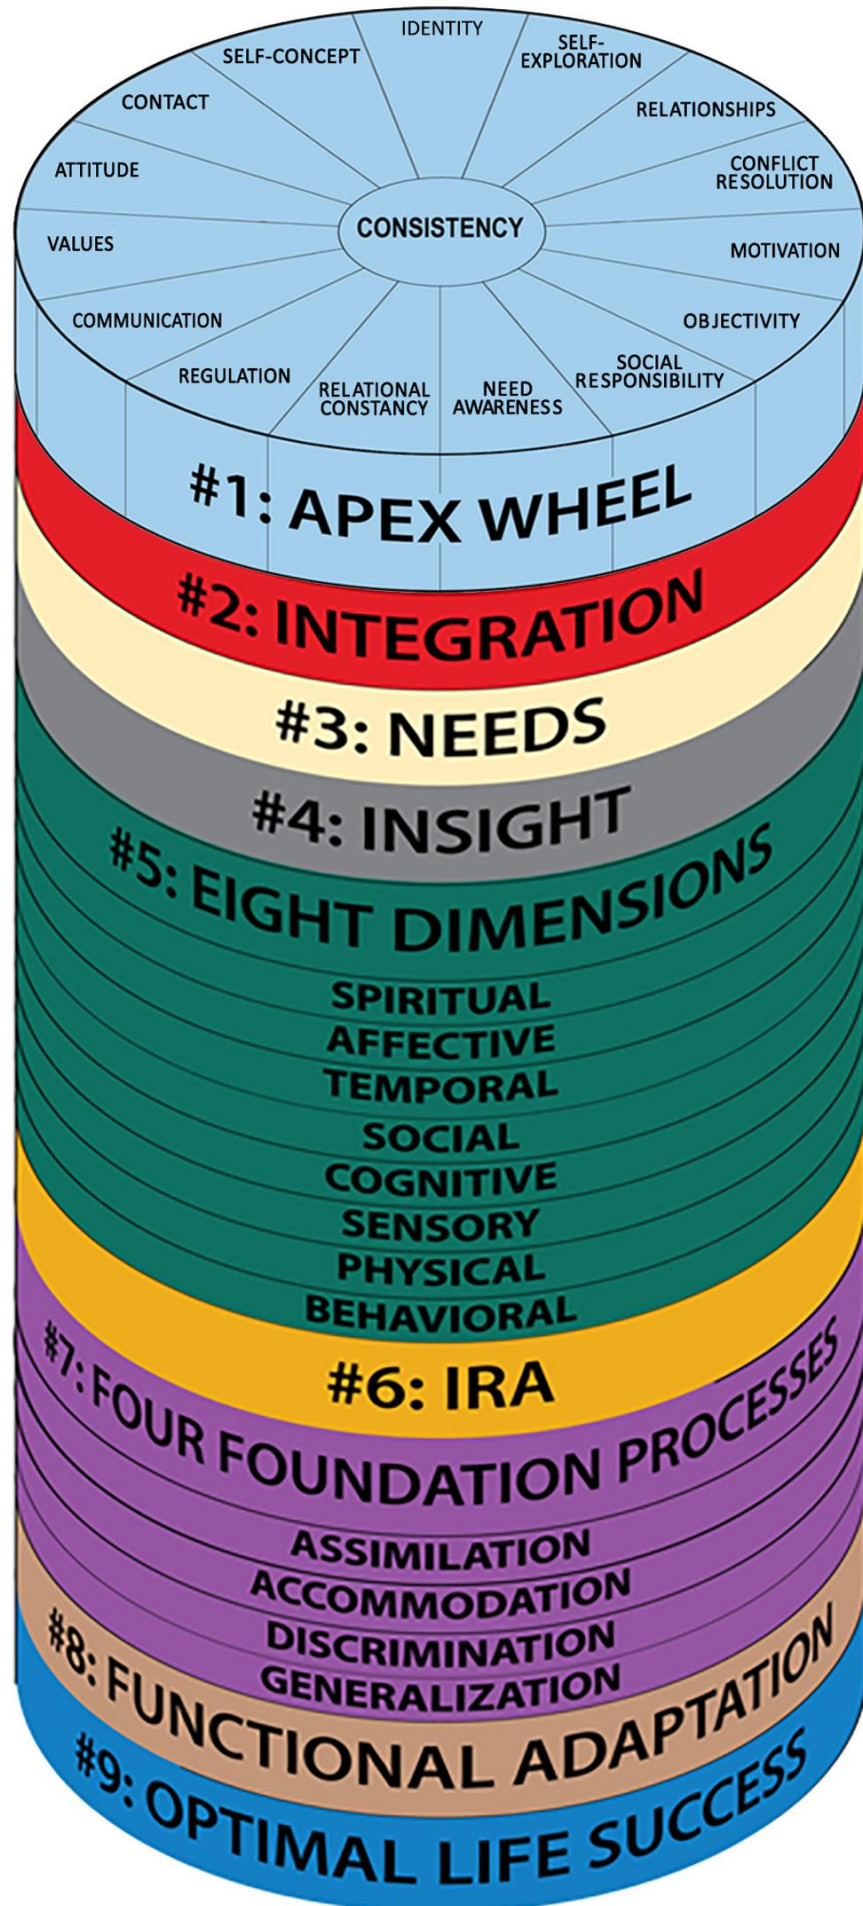 IDENTITY
SELF-
EXPLORATION
RELATIONSHIPS
CONFLICT
RESOLUTION
MOTIVATION
OBJECTIVITY
SOCIAL
RESPONSIBILITY
NEED
AWARENESS
RELATIONAL
CONSTANCY
REGULATION
COMMUNICATION
VALUES
ATTITUDE
CONTACT
SELF-CONCEPT
CONSISTENCY
#1: APEX WHEEL
#2: INTEGRATION
#3: NEEDS
#4: INSIGHT
#5: EIGHT DIMENSIONS
SPIRITUAL
AFFECTIVE
TEMPORAL
SOCIAL
COGNITIVE
SENSORY
PHYSICAL
BEHAVIORAL
#6: IRA
#7: FOUR FOUNDATION PROCESSES
ASSIMILATION
ACCOMMODATION
DISCRIMINATION
GENERALIZATION
#8: FUNCTIONAL ADAPTATION
#9: OPTIMAL LIFE SUCCESS